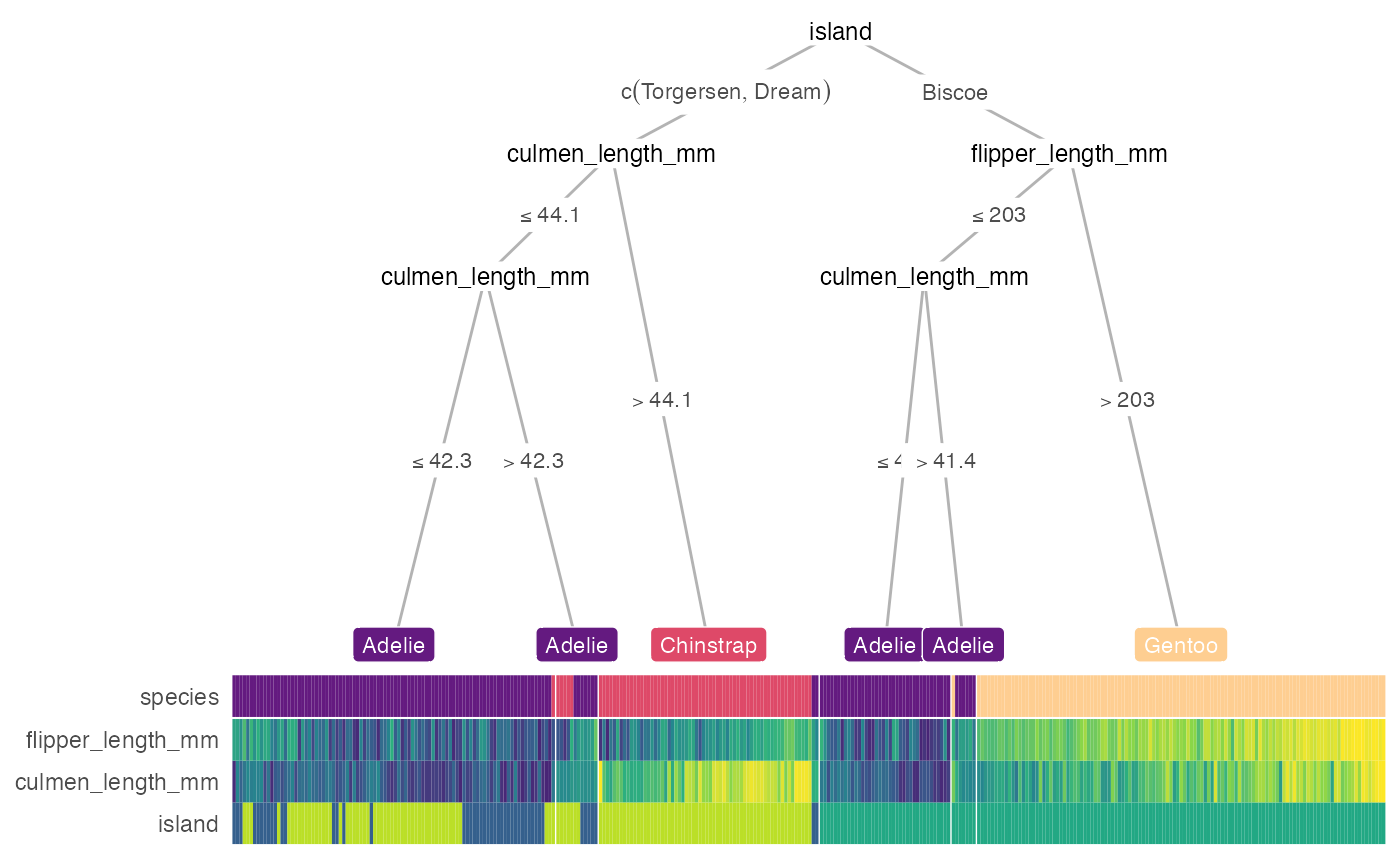 island
c(Torgersen, Dream)
Biscoe
culmen_length_mm
flipper_length_mm
≤ 44.1
≤ 203
culmen_length_mm
culmen_length_mm
> 44.1
> 203
≤ 42.3
> 42.3
≤ 4
> 41.4
Adelie
Adelie
Chinstrap
Adelie
Adelie
Gentoo
species
flipper_length_mm
culmen_length_mm
island